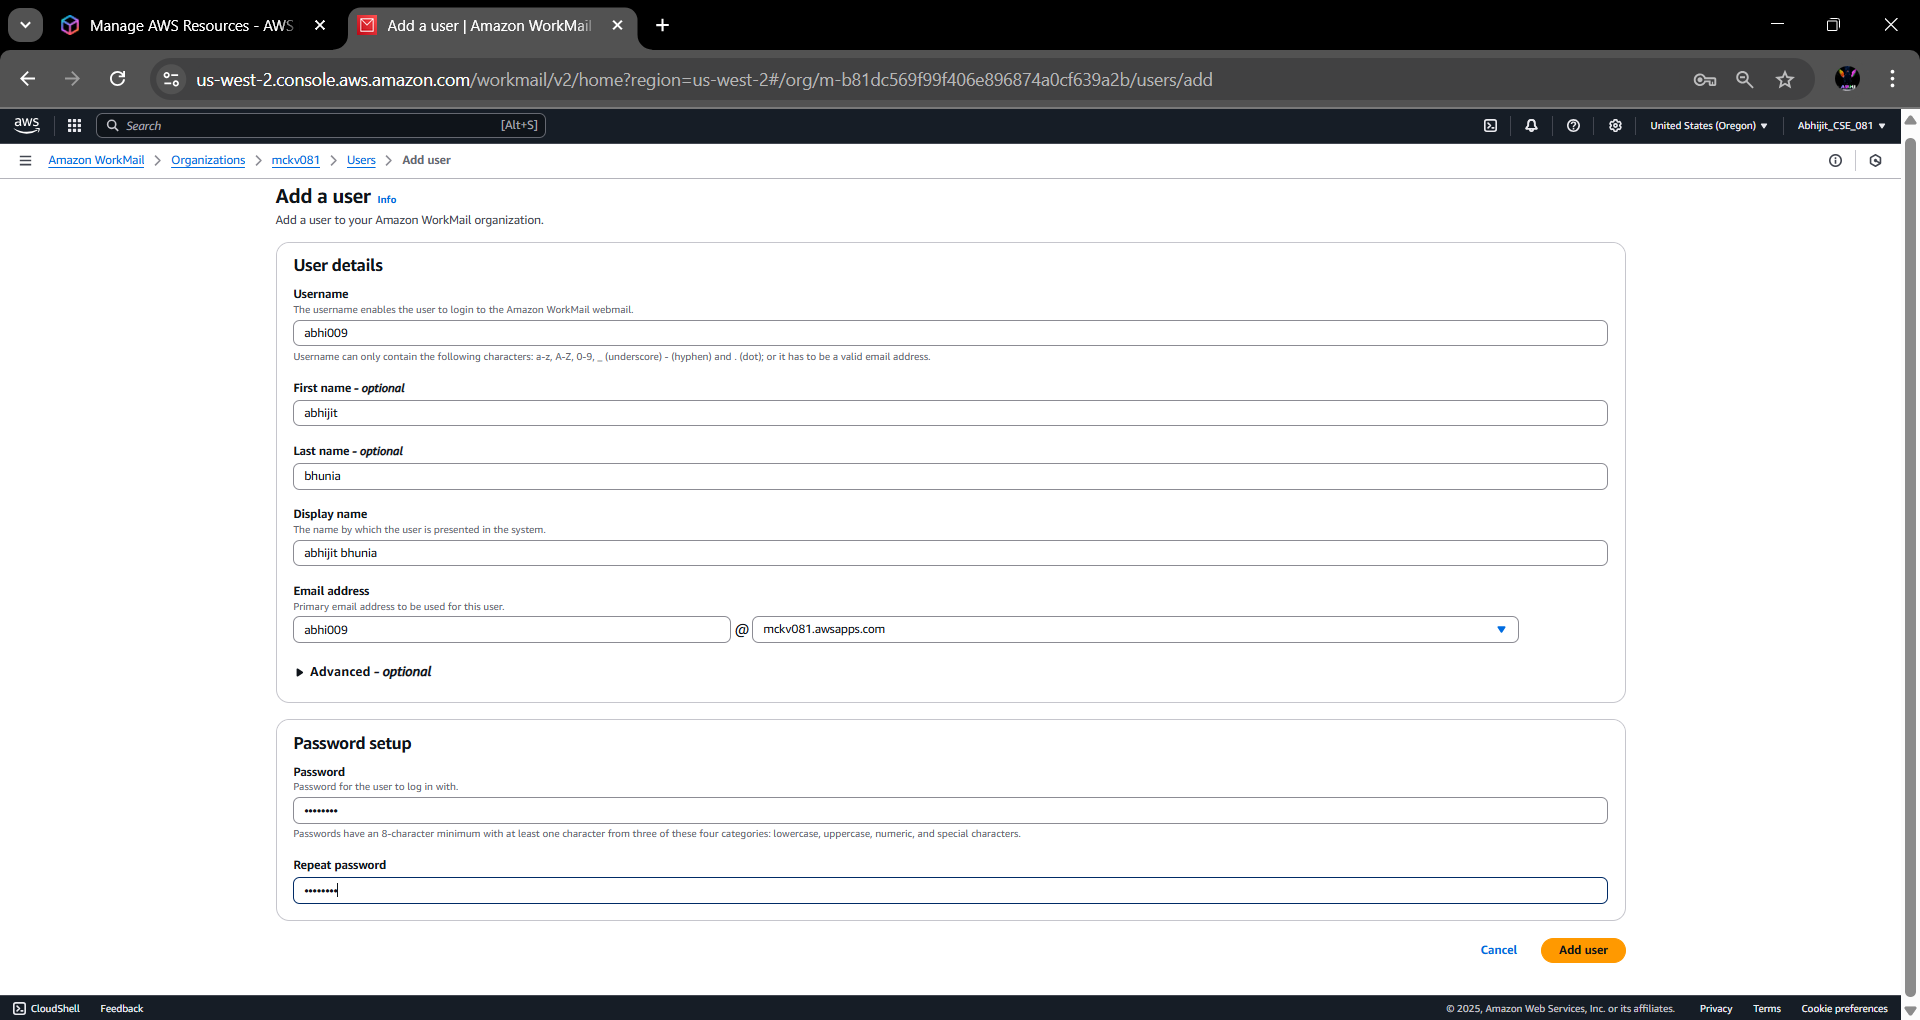 Manage AWS Resources - AWS
Add a user | Amazon WorkMail
us-west-2.console.aws.amazon.com/workmail/v2/home?region=us-west-2#/org/m-b81dc569f99f406e896874a0cf639a2b/users/add
aws
Search
[Alt+S]
United States (Oregon)
Abhijit_CSE_081
Amazon WorkMail > Organizations > mckv081 > Users > Add user
Add a user Info
Add a user to your Amazon WorkMail organization.
User details
Username
The username enables the user to login to the Amazon WorkMail webmail.
abhi009
Username can only contain the following characters: a-z, A-Z, 0-9, _ (underscore) - (hyphen) and . (dot); or it has to be a valid email address.
First name - optional
abhijit
Last name - optional
bhunia
Display name
The name by which the user is presented in the system.
abhijit bhunia
Email address
Primary email address to be used for this user.
abhi009 @ mckv081.awsapps.com
Advanced - optional
Password setup
Password
Password for the user to log in with.
••••••••
Passwords have an 8-character minimum with at least one character from three of these four categories: lowercase, uppercase, numeric, and special characters.
Repeat password
••••••••
Cancel
Add user
CloudShell
Feedback
© 2025, Amazon Web Services, Inc. or its affiliates.
Privacy
Terms
Cookie preferences